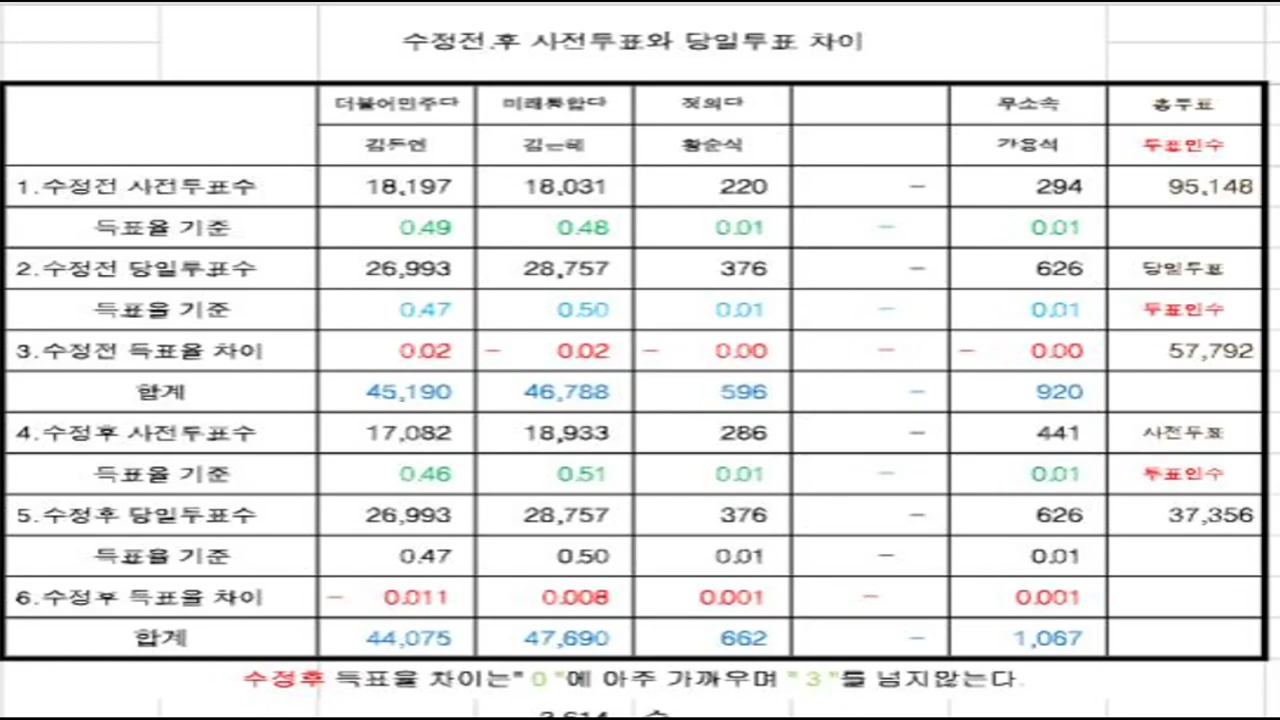 수정전.후 사전투표와 당일투표 차이
더불어민주다 미래통합다 정의다 무소속 총투표
김은혜 황순식 투표인수
1.수정전 사전투표수 18,197 18,031 220 – 294 95,148
득표율 기준 0.49 0.48 0.01 – 0.01
2.수정전 당일투표수 26,993 28,757 376 – 626 당일투표
득표율 기준 0.47 0.50 0.01 – 0.01 투표인수
3.수정전 득표율 차이 0.02 – 0.02 – 0.00 – – 0.00 57,792
합계 45,190 46,788 596 – 920
4.수정후 사전투표수 17,082 18,933 286 – 441 사전투표
득표율 기준 0.46 0.51 0.01 – 0.01 투표인수
5.수정후 당일투표수 26,993 28,757 376 – 626 37,356
득표율 기준 0.47 0.50 0.01 – 0.01
6.수정후 득표율 차이 – 0.011 0.008 0.001 – 0.001
합계 44,075 47,690 662 – 1,067
수정후 득표율 차이는" 0 "에 아주 가까우며 " 3 "를 넘지않는다.